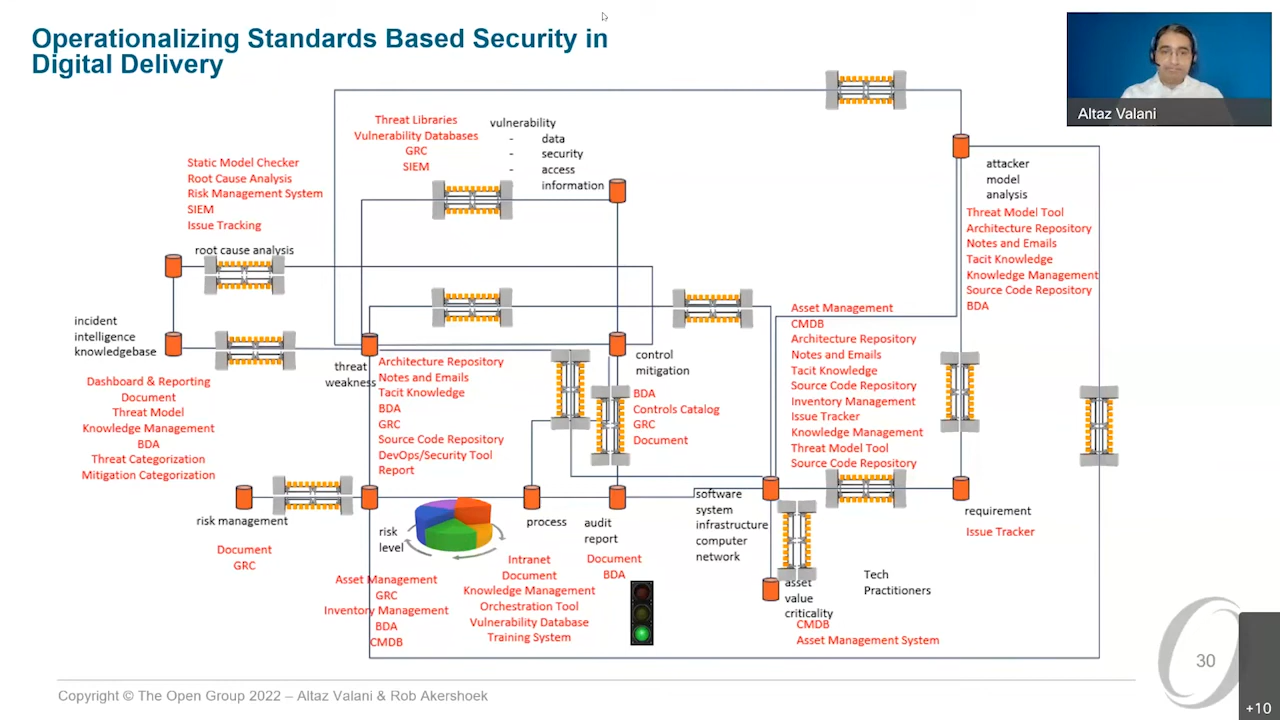 Operationalizing Standards Based Security in
Digital Delivery
Altaz Valani
Threat Libraries
Vulnerability Databases
GRC
SIEM
vulnerability
- data
- security
- access
information
Static Model Checker
Root Cause Analysis
Risk Management System
SIEM
Issue Tracking
root cause analysis
attacker
model
analysis
Threat Model Tool
Architecture Repository
Notes and Emails
Tacit Knowledge
Knowledge Management
Source Code Repository
BDA
incident
intelligence
knowledgebase
Dashboard & Reporting
Document
Threat Model
Knowledge Management
BDA
Threat Categorization
Mitigation Categorization
threat
weakness
Architecture Repository
Notes and Emails
Tacit Knowledge
BDA
GRC
Source Code Repository
DevOps/Security Tool
Report
control
mitigation
BDA
Controls Catalog
GRC
Document
Asset Management
CMDB
Architecture Repository
Notes and Emails
Tacit Knowledge
Source Code Repository
Inventory Management
Issue Tracker
Knowledge Management
Threat Model Tool
Source Code Repository
risk management
Document
GRC
risk
level
Asset Management
GRC
Inventory Management
BDA
CMDB
process
Intranet
Document
Knowledge Management
Orchestration Tool
Vulnerability Database
Training System
audit
report
Document
BDA
software
system
infrastructure
computer
network
requirement
Issue Tracker
asset
value
criticality
CMDB
Asset Management System
Tech
Practitioners
30
Copyright © The Open Group 2022 – Altaz Valani & Rob Akershoek
+10